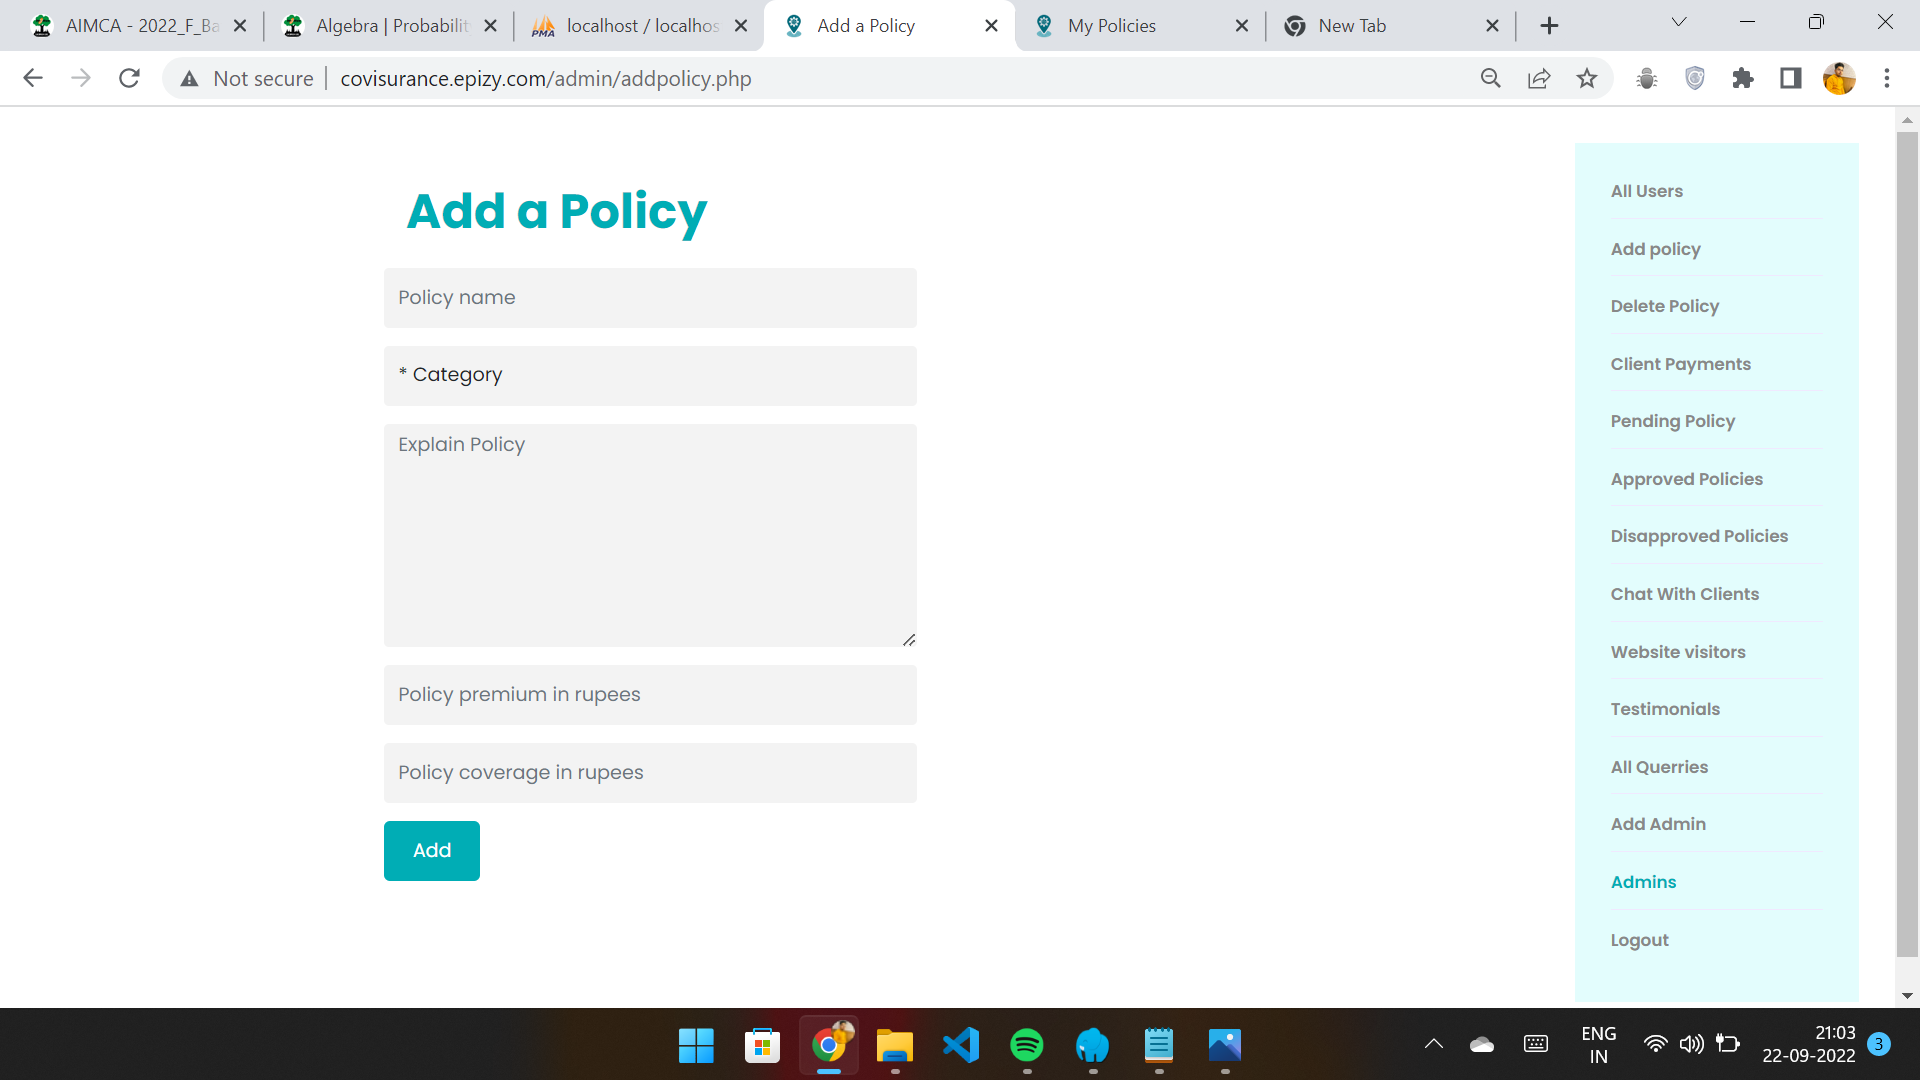 AIMCA - 2022_F_Ba
Algebra | Probabilit
localhost / localhos
Add a Policy
My Policies
New Tab
Not secure
covisurance.epizy.com/admin/addpolicy.php
Add a Policy
Policy name
* Category
Explain Policy
Policy premium in rupees
Policy coverage in rupees
Add
All Users
Add policy
Delete Policy
Client Payments
Pending Policy
Approved Policies
Disapproved Policies
Chat With Clients
Website visitors
Testimonials
All Querries
Add Admin
Admins
Logout
PMA
ENG
IN
21:03
22-09-2022
3